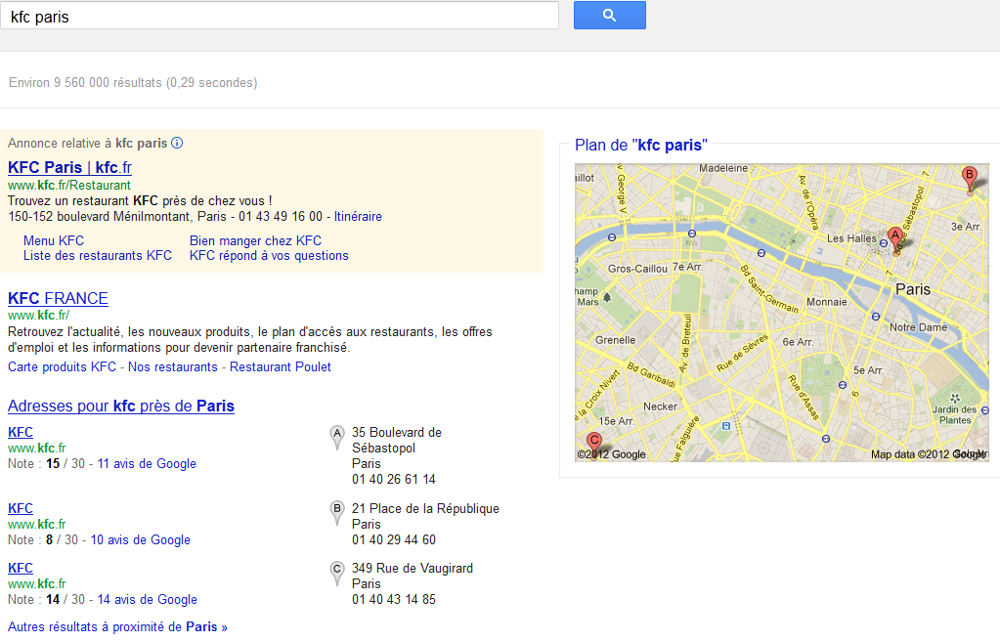 kfc paris
Environ 9 560 000 résultats (0,29 secondes)
Annonce relative à kfc paris
KFC Paris | kfc.fr
www.kfc.fr/Restaurant
Trouvez un restaurant KFC près de chez vous !
150-152 boulevard Ménilmontant, Paris - 01 43 49 16 00 - Itinéraire
Menu KFC
Bien manger chez KFC
Liste des restaurants KFC
KFC répond à vos questions
KFC FRANCE
www.kfc.fr/
Retrouvez l'actualité, les nouveaux produits, le plan d'accès aux restaurants, les offres
d'emploi et les informations pour devenir partenaire franchisé.
Carte produits KFC - Nos restaurants - Restaurant Poulet
Adresses pour kfc près de Paris
KFC
www.kfc.fr
Note : 15 / 30 - 11 avis de Google
A
35 Boulevard de
Sébastopol
Paris
01 40 26 61 14
KFC
www.kfc.fr
Note : 8 / 30 - 10 avis de Google
B
21 Place de la République
Paris
01 40 29 44 60
KFC
www.kfc.fr
Note : 14 / 30 - 14 avis de Google
C
349 Rue de Vaugirard
Paris
01 40 43 14 85
Autres résultats à proximité de Paris »
Plan de "kfc paris"
Madeleine
B
aillot
v George V
Av. de l'Opéra
de Sébastopol
3e Arr.
Les Halles
A
Gros-Caillou
7e Arr.
7
Paris
hamp
Mars
Bd Saint-Germain
Monnaie
Notre Dame
Grenelle
Av. de Breteuil
Rue de Sèvres
6e Arr.
5e Arr.
e la Croix Nivert
Bd Garibaldi
Rue d'Assas
6
Necker
Jardin des
Plantes
15e Arr.
Rue Falguière
C
©2012 Google
Map data ©2012 Google